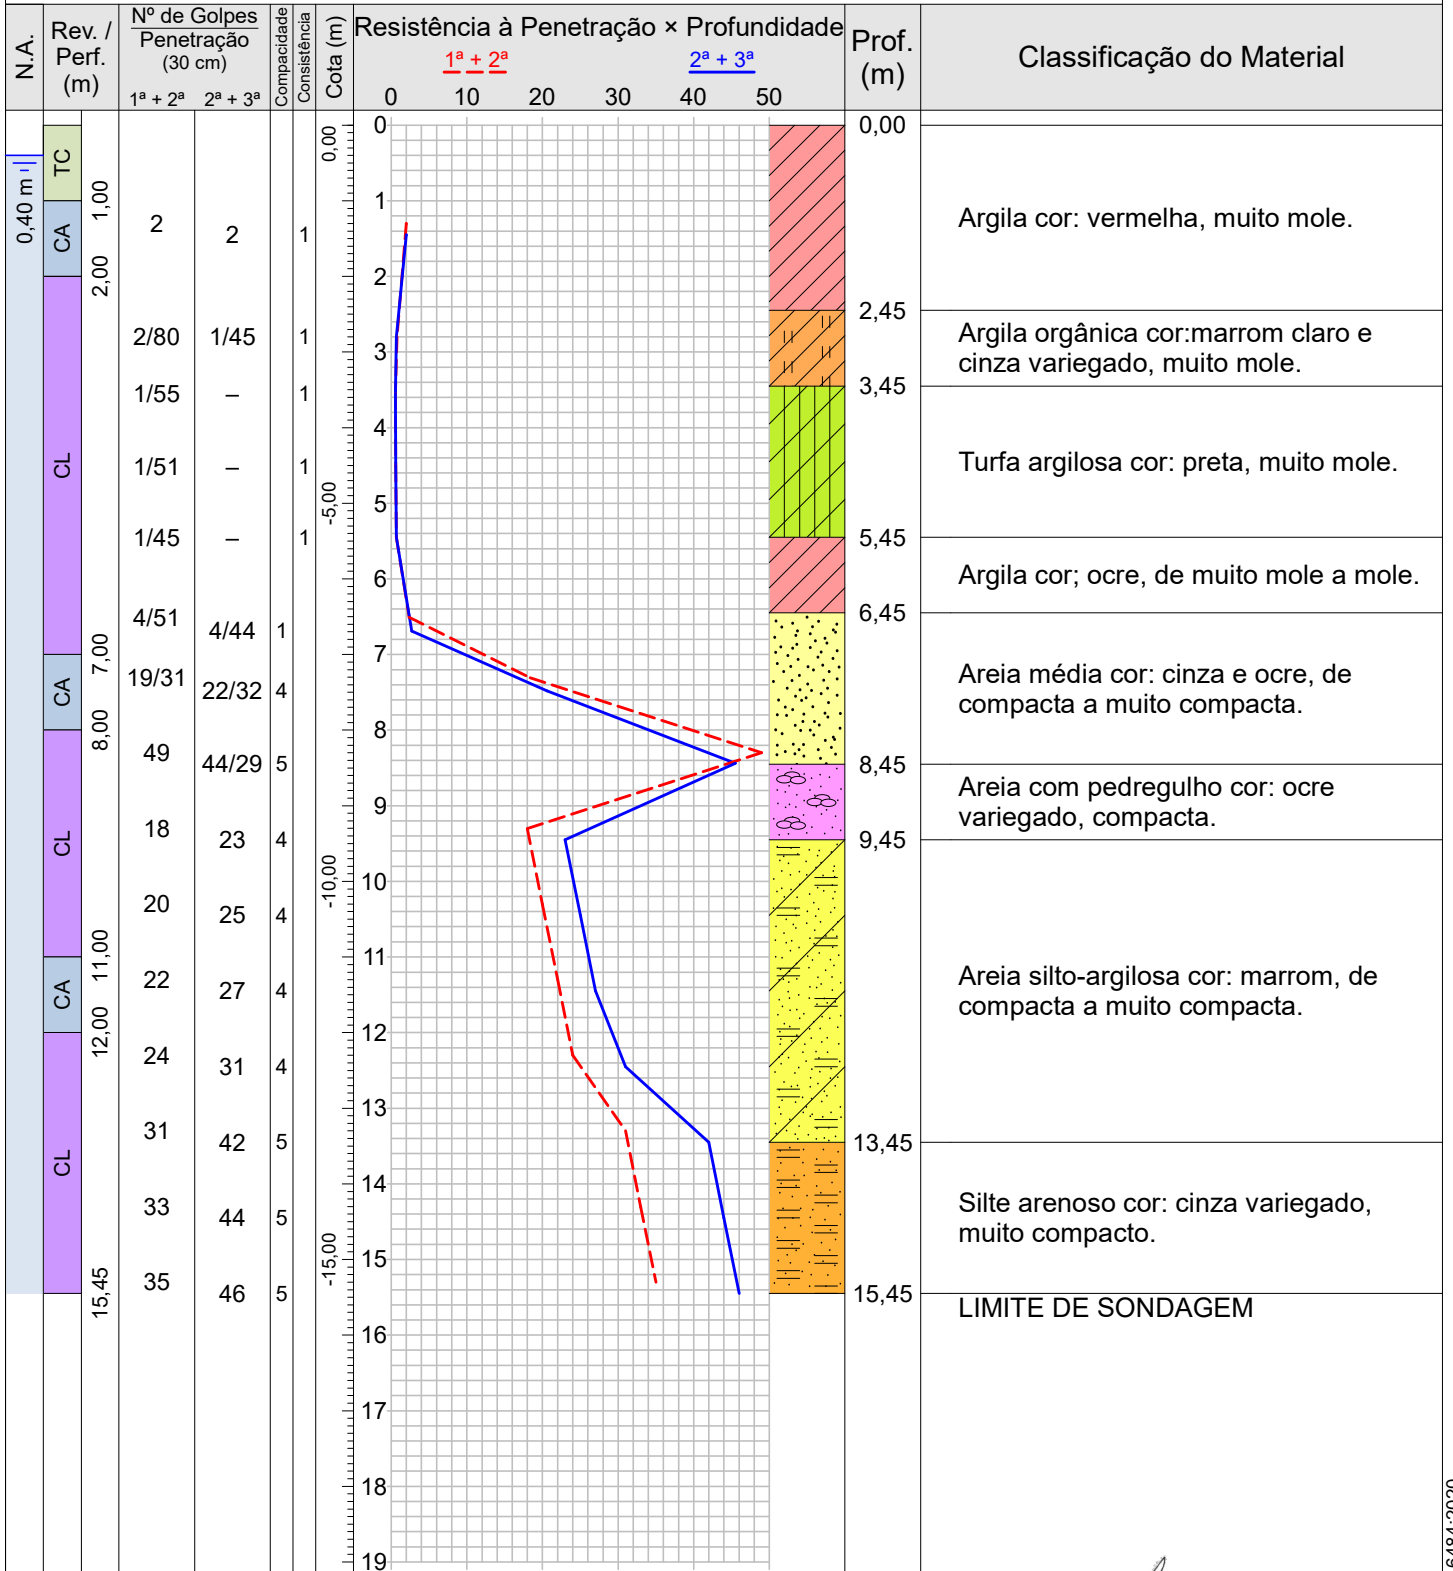 N.A.
Rev. /
Perf.
(m)
Nº de Golpes
Penetração
(30 cm)
1ª + 2ª 2ª + 3ª
Compacidade
Consistência
Cota (m)
Resistência à Penetração × Profundidade
1ª + 2ª 2ª + 3ª
0 10 20 30 40 50
Prof.
(m)
Classificação do Material
0,40 m
TC
1,00
CA
2,00
CL
7,00
CA
8,00
CL
11,00
CA
12,00
CL
15,45
2 2 1
2/80 1/45 1
1/55 – 1
1/51 – 1
1/45 – 1
4/51 4/44 1
19/31 22/32 4
49 44/29 5
18 23 4
20 25 4
22 27 4
24 31 4
31 42 5
33 44 5
35 46 5
0,00
-5,00
-10,00
-15,00
0
1
2
3
4
5
6
7
8
9
10
11
12
13
14
15
16
17
18
19
0,00
Argila cor: vermelha, muito mole.
2,45
Argila orgânica cor:marrom claro e
cinza variegado, muito mole.
3,45
Turfa argilosa cor: preta, muito mole.
5,45
Argila cor; ocre, de muito mole a mole.
6,45
Areia média cor: cinza e ocre, de
compacta a muito compacta.
8,45
Areia com pedregulho cor: ocre
variegado, compacta.
9,45
Areia silto-argilosa cor: marrom, de
compacta a muito compacta.
13,45
Silte arenoso cor: cinza variegado,
muito compacto.
15,45
LIMITE DE SONDAGEM
6484:2020